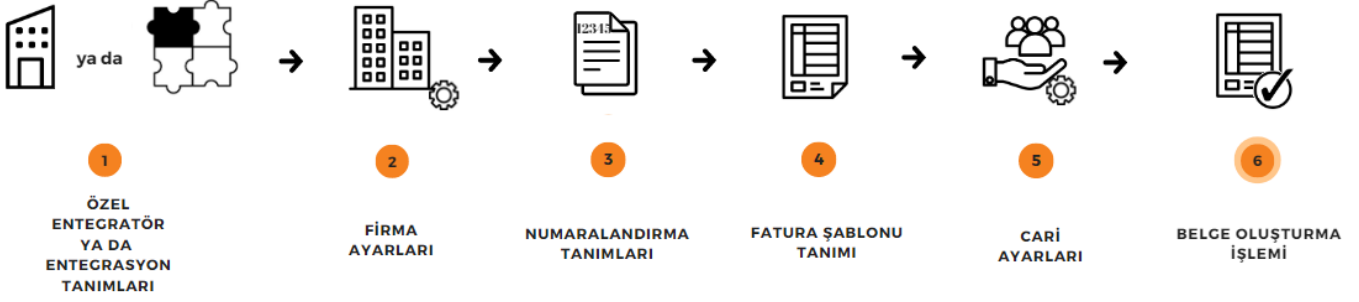 ya da
12345
1
2
3
4
5
6
ÖZEL
ENTEGRATÖR
YA DA
ENTEGRASYON
TANIMLARI
FİRMA
AYARLARI
NUMARALANDIRMA
TANIMLARI
FATURA ŞABLONU
TANIMI
CARİ
AYARLARI
BELGE OLUŞTURMA
İŞLEMİ